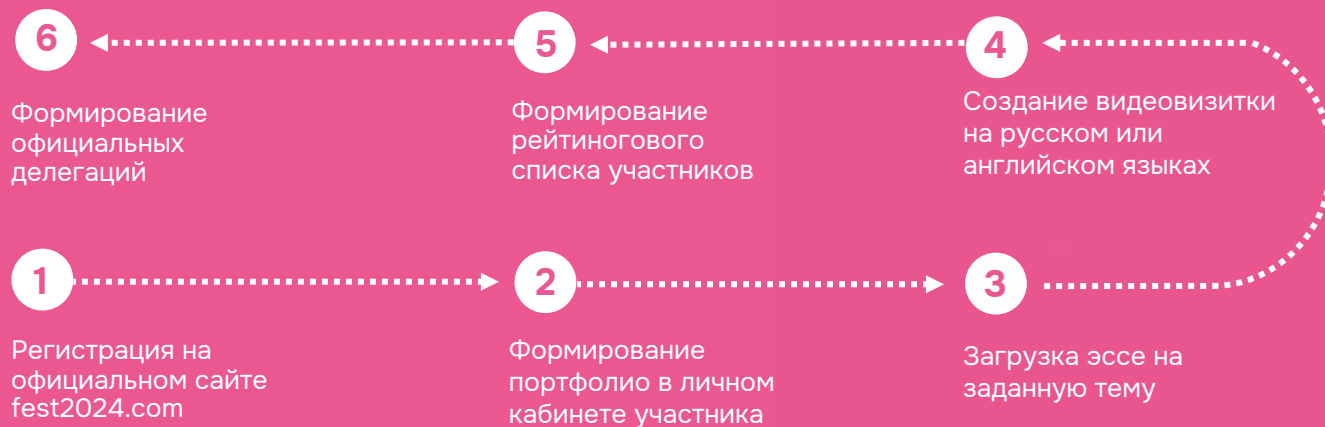 6
Формирование
официальных
делегаций
5
Формирование
рейтингового
списка участников
4
Создание видеовизитки
на русском или
английском языках
1
Регистрация на
официальном сайте
fest2024.com
2
Формирование
портфолио в личном
кабинете участника
3
Загрузка эссе на
заданную тему